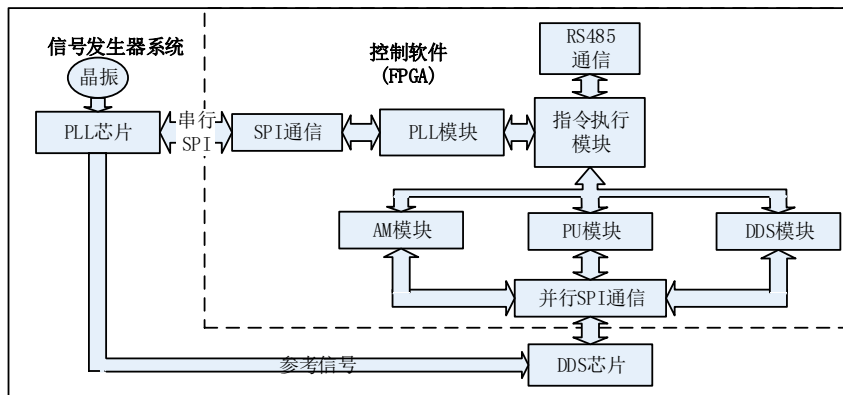 信号发生器系统
晶振
PLL芯片
串行
SPI
控制软件
(FPGA)
RS485
通信
SPI通信
PLL模块
指令执行
模块
AM模块
PU模块
DDS模块
并行SPI通信
参考信号
DDS芯片